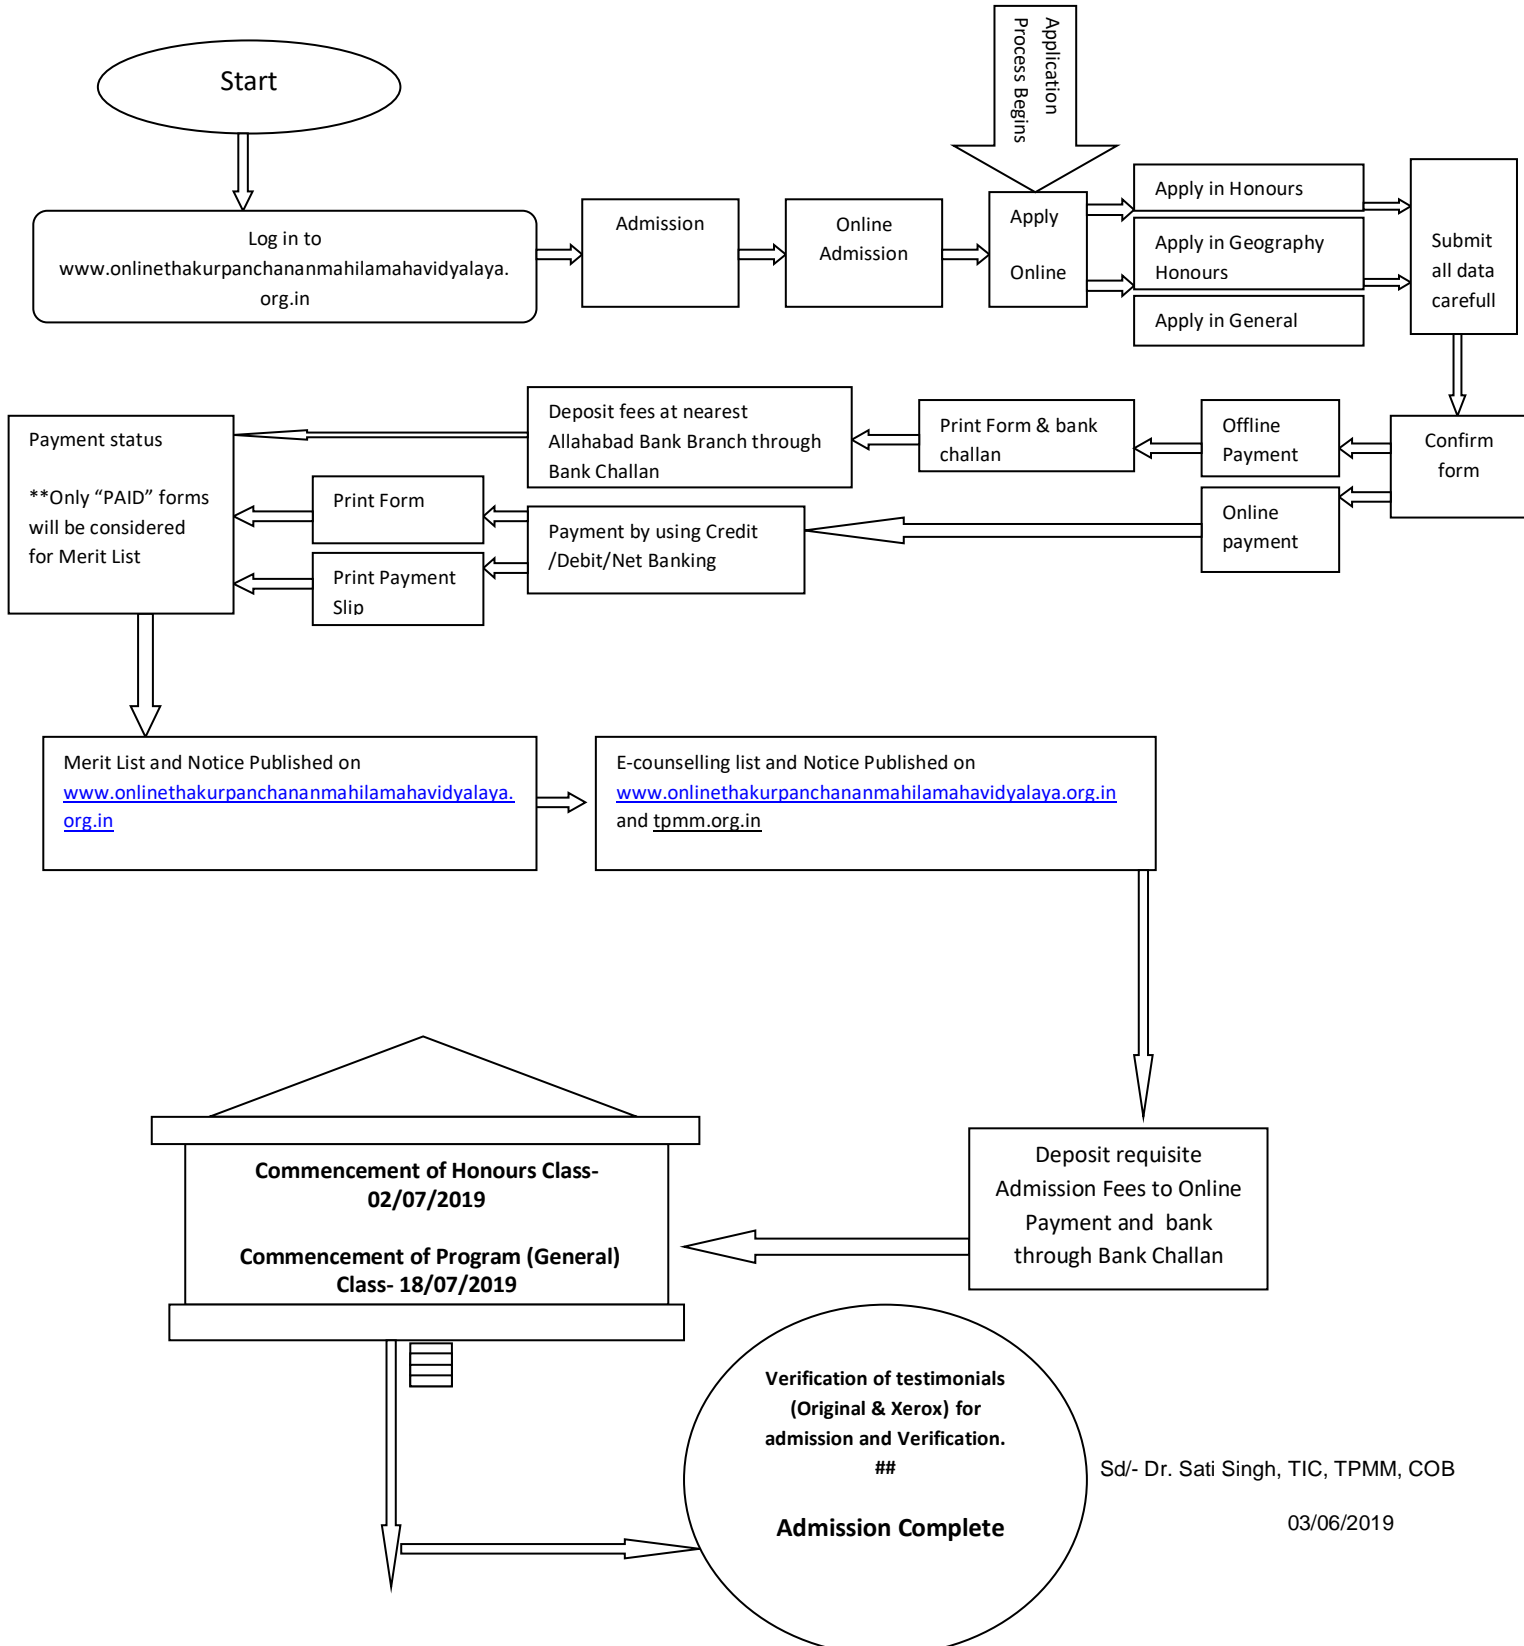 Start
Application
Process Begins
Log in to
www.onlinethakurpanchananmahilamahavidyalaya.
org.in
Admission
Online
Admission
Apply
Online
Apply in Honours
Apply in Geography
Honours
Apply in General
Submit
all data
carefull
Confirm
form
Offline
Payment
Online
payment
Print Form & bank
challan
Deposit fees at nearest
Allahabad Bank Branch through
Bank Challan
Payment by using Credit
/Debit/Net Banking
Print Form
Print Payment
Slip
Payment status
**Only “PAID” forms
will be considered
for Merit List
Merit List and Notice Published on
www.onlinethakurpanchananmahilamahavidyalaya.
org.in
E-counselling list and Notice Published on
www.onlinethakurpanchananmahilamahavidyalaya.org.in
and tpmm.org.in
Deposit requisite
Admission Fees to Online
Payment and bank
through Bank Challan
Commencement of Honours Class-
02/07/2019
Commencement of Program (General)
Class- 18/07/2019
Verification of testimonials
(Original & Xerox) for
admission and Verification.
##
Admission Complete
Sd/- Dr. Sati Singh, TIC, TPMM, COB
03/06/2019